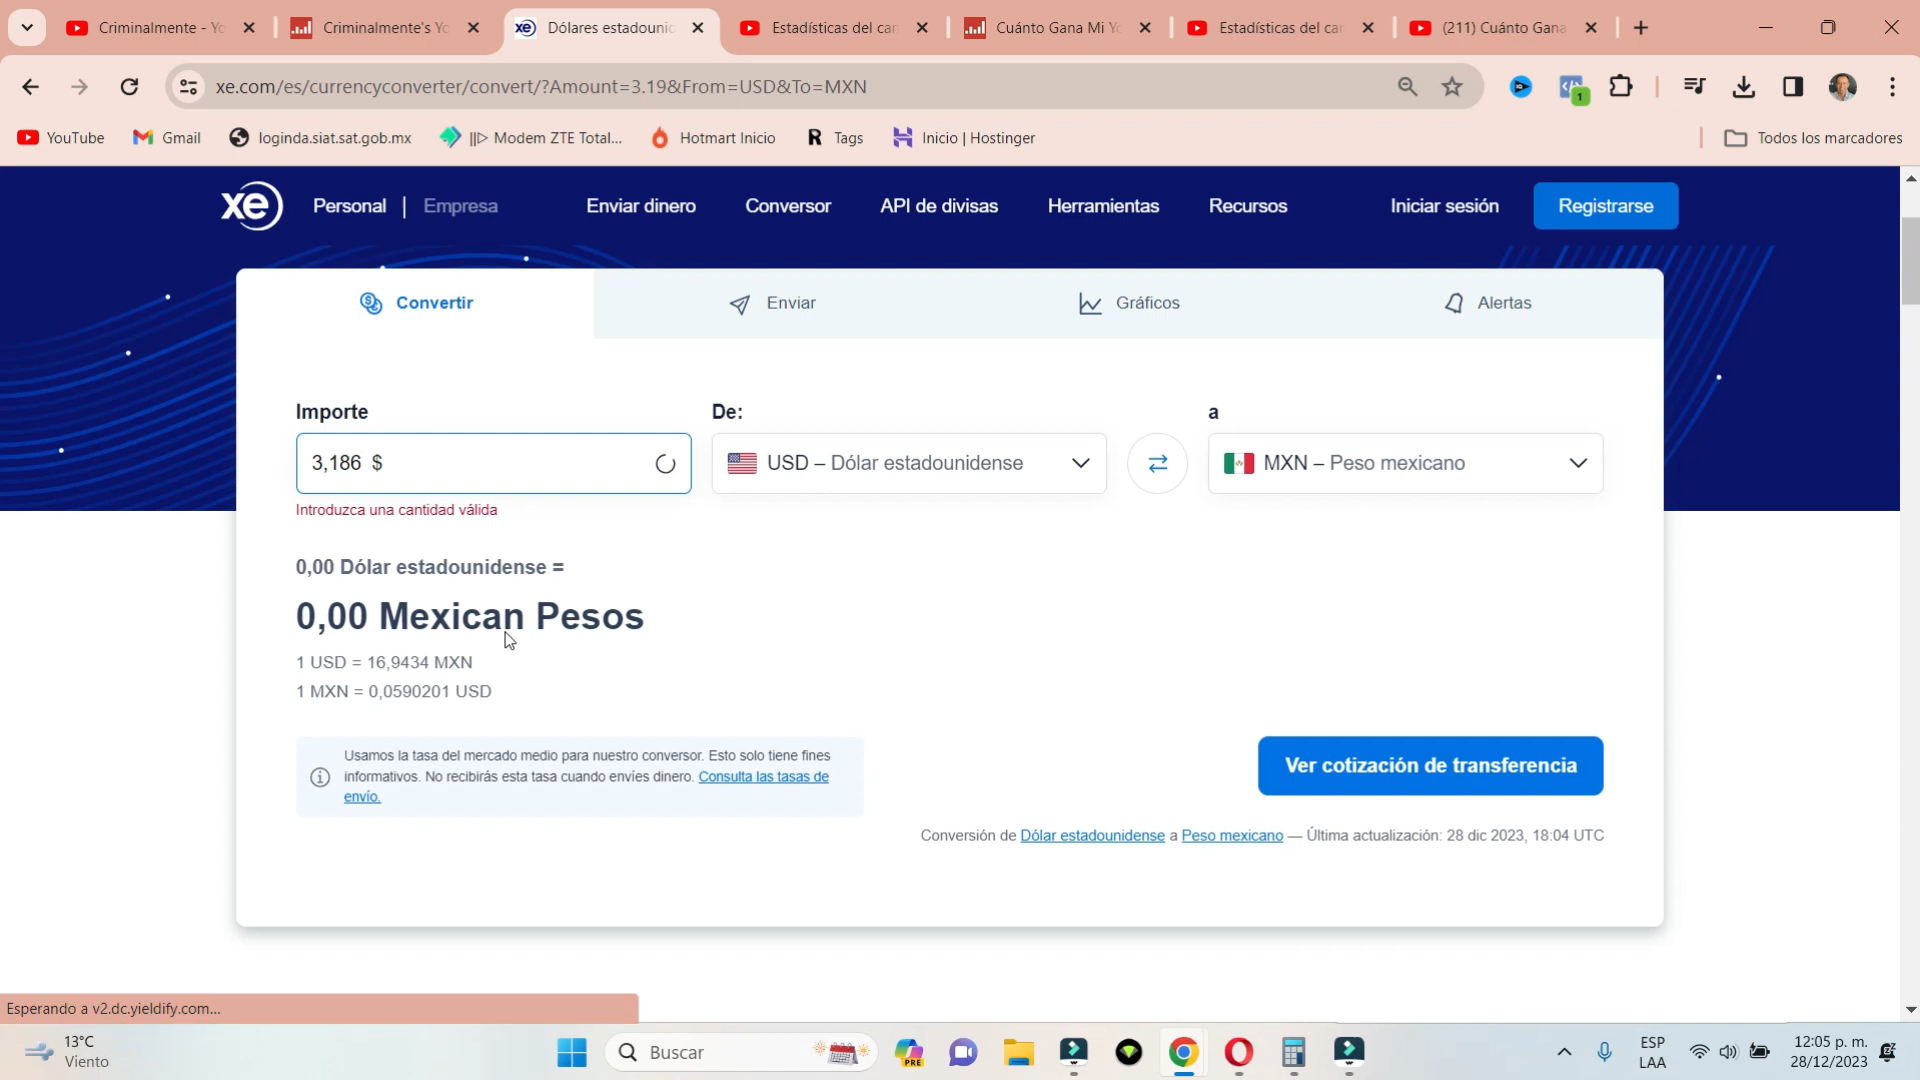 Criminalmente - Yo
Criminalmente's Yo
xe Dólares estadounic
Estadísticas del car
Cuánto Gana Mi Yo
Estadísticas del car
(211) Cuánto Gana
xe.com/es/currencyconverter/convert/?Amount=3.19&From=USD&To=MXN
1
YouTube
Gmail
loginda.siat.sat.gob.mx
||▷ Modem ZTE Total...
Hotmart Inicio
R Tags
Inicio | Hostinger
Todos los marcadores
xe
Personal | Empresa
Enviar dinero
Conversor
API de divisas
Herramientas
Recursos
Iniciar sesión
Registrarse
Convertir
Enviar
Gráficos
Alertas
Importe
De:
a
3,186 $
USD – Dólar estadounidense
MXN – Peso mexicano
Introduzca una cantidad válida
0,00 Dólar estadounidense =
0,00 Mexican Pesos
1 USD = 16,9434 MXN
1 MXN = 0,0590201 USD
Usamos la tasa del mercado medio para nuestro conversor. Esto solo tiene fines
informativos. No recibirás esta tasa cuando envíes dinero. Consulta las tasas de
envío.
Ver cotización de transferencia
Conversión de Dólar estadounidense a Peso mexicano — Última actualización: 28 dic 2023, 18:04 UTC
Esperando a v2.dc.yieldify.com...
13°C
Viento
Buscar
PRE
ESP
LAA
12:05 p. m.
28/12/2023